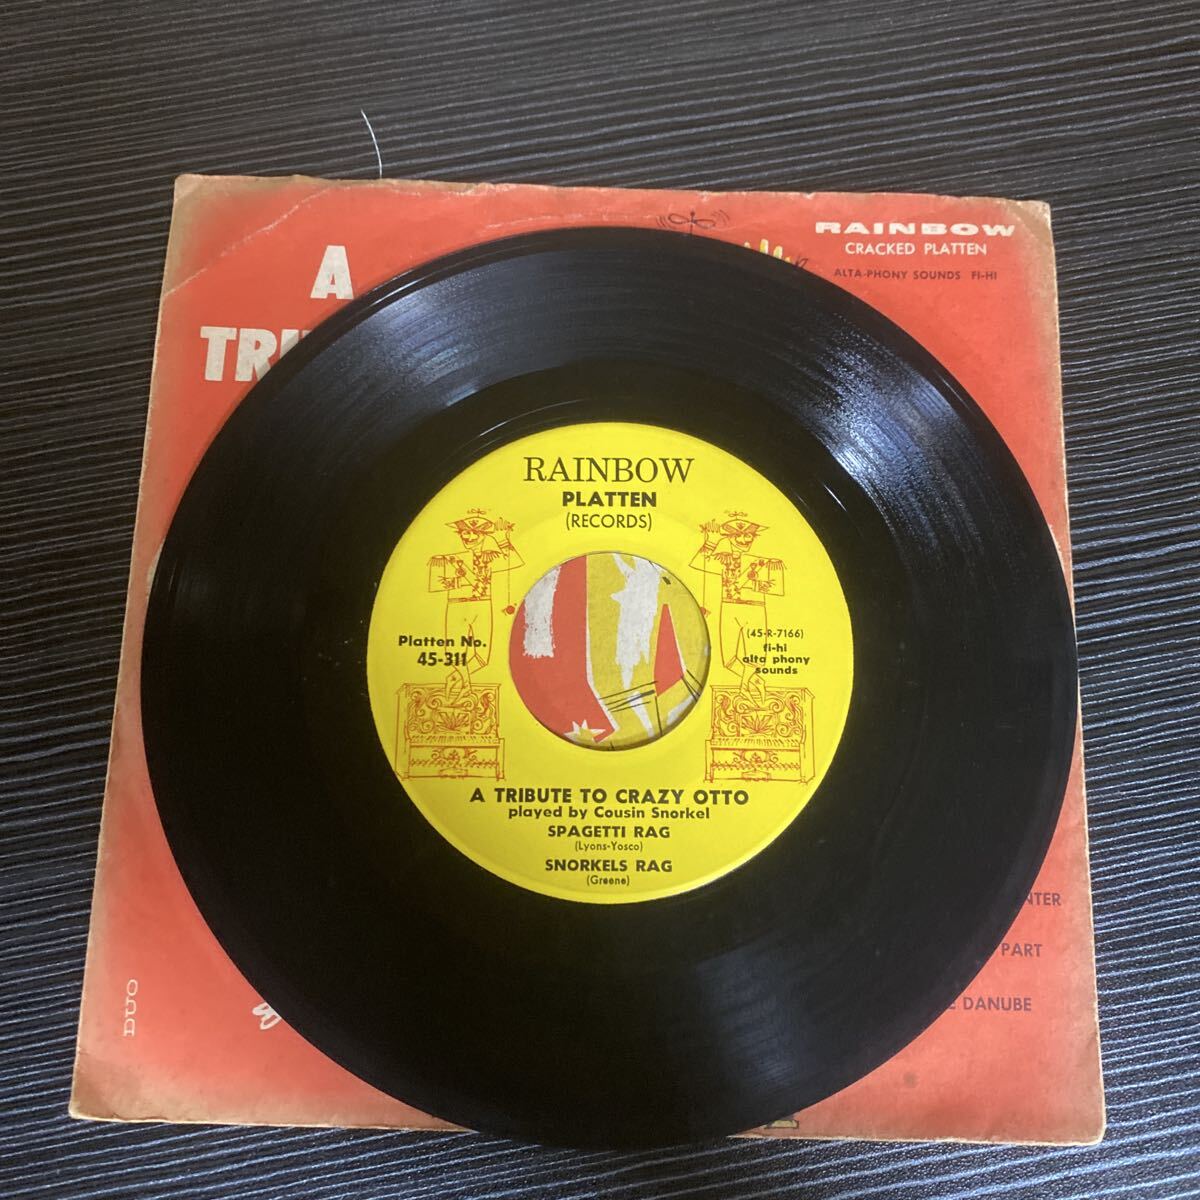 A
RAINBOW
CRACKED PLATTEN
ALTA-PHONY SOUNDS FI-HI
RAINBOW
PLATTEN
(RECORDS)
Platten No.
45-311
(45-R-7166)
fi-hi
alta phony
sounds
A TRIBUTE TO CRAZY OTTO
played by Cousin Snorkel
SPAGETTI RAG
(Lyons-Yosco)
SNORKELS RAG
(Greene)
PART
DANUBE
DUO